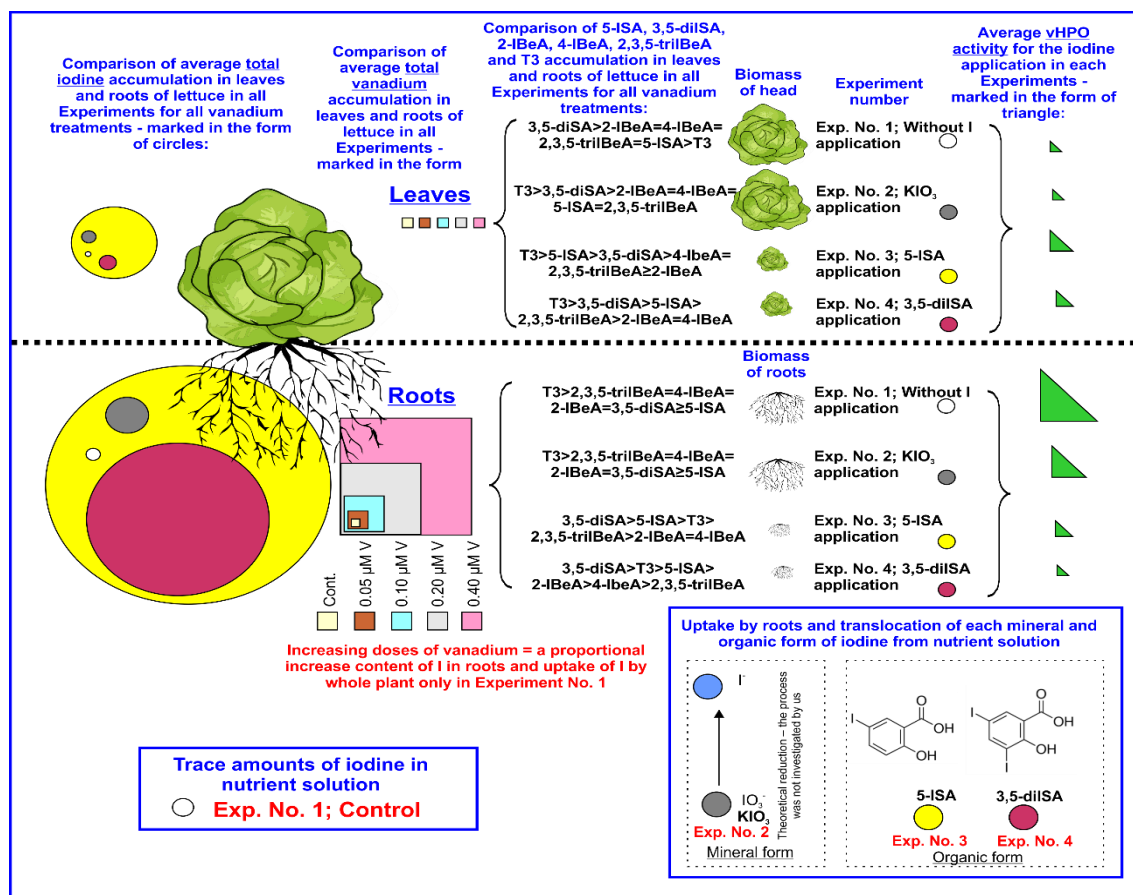 Comparison of average total
iodine accumulation in leaves
and roots of lettuce in all
Experiments for all vanadium
treatments - marked in the form
of circles:
Comparison of
average total
vanadium
accumulation in
leaves and roots
of lettuce in all
Experiments -
marked in the form
Comparison of 5-ISA, 3,5-diISA,
2-IBeA, 4-IBeA, 2,3,5-triIBeA
and T3 accumulation in leaves
and roots of lettuce in all
Experiments for all vanadium
treatments:
Biomass
of head
Experiment
number
Average vHPO
activity for the iodine
application in each
Experiments -
marked in the form of
triangle:
Leaves
3,5-diSA>2-IBeA=4-IBeA=
2,3,5-triIBeA=5-ISA>T3
Exp. No. 1; Without I
application
T3>3,5-diSA>2-IBeA=4-IBeA=
5-ISA=2,3,5-triIBeA
Exp. No. 2; KIO3
application
T3>5-ISA>3,5-diSA>4-IbeA=
2,3,5-triIBeA≥2-IBeA
Exp. No. 3; 5-ISA
application
T3>3,5-diSA>5-ISA>
2,3,5-triIBeA>2-IBeA=4-IBeA
Exp. No. 4; 3,5-diISA
application
Roots
Biomass
of roots
T3>2,3,5-triIBeA=4-IBeA=
2-IBeA=3,5-diSA≥5-ISA
Exp. No. 1; Without I
application
T3>2,3,5-triIBeA=4-IBeA=
2-IBeA=3,5-diSA≥5-ISA
Exp. No. 2; KIO3
application
3,5-diSA>5-ISA>T3>
2,3,5-triIBeA>2-IBeA=4-IBeA
Exp. No. 3; 5-ISA
application
3,5-diSA>T3>5-ISA>
2-IBeA>4-IbeA>2,3,5-triIBeA
Exp. No. 4; 3,5-diISA
application
Cont.
0.05 µM V
0.10 µM V
0.20 µM V
0.40 µM V
Increasing doses of vanadium = a proportional
increase content of I in roots and uptake of I by
whole plant only in Experiment No. 1
Trace amounts of iodine in
nutrient solution
Exp. No. 1; Control
Uptake by roots and translocation of each mineral and
organic form of iodine from nutrient solution
I-
Theoretical reduction – the process
was not investigated by us
IO3-
KIO3
Exp. No. 2
Mineral form
I
O
OH
OH
I
O
OH
OH
I
5-ISA
3,5-diISA
Exp. No. 3
Exp. No. 4
Organic form